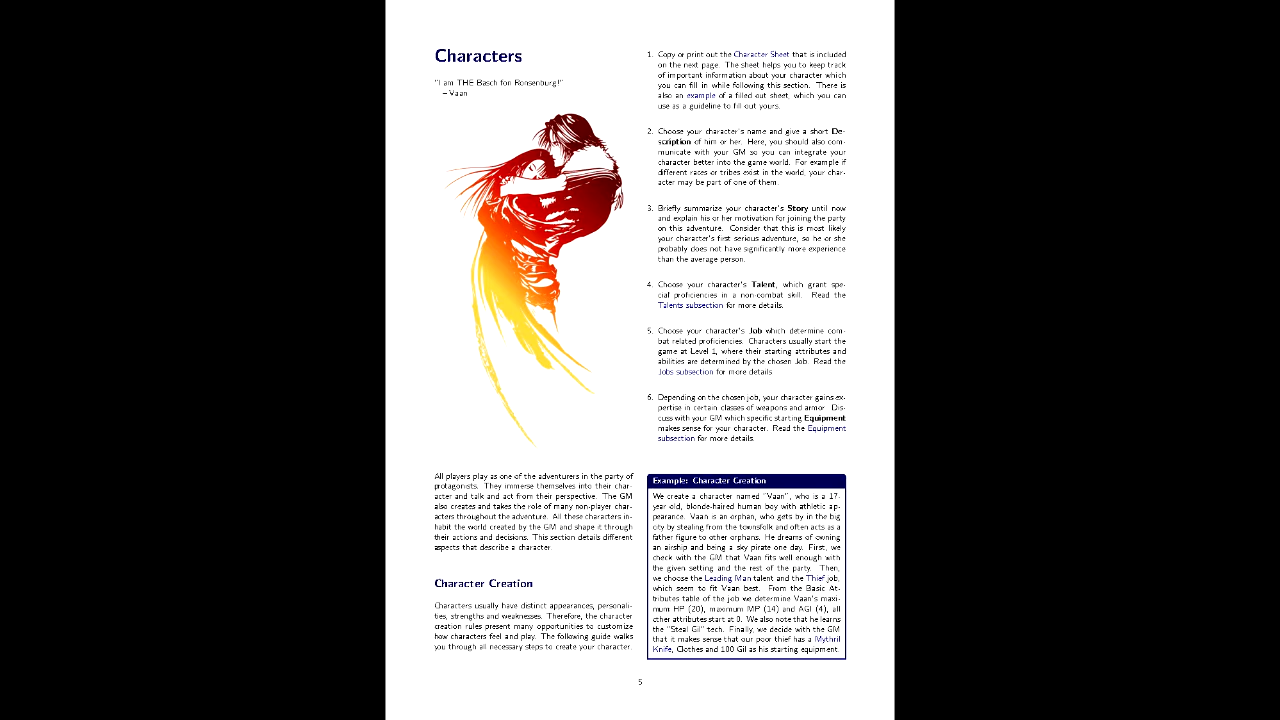 Characters
"I am THE Basch fon Ronsenburg!"
– Vaan
All players play as one of the adventurers in the party of
protagonists. They immerse themselves into their char-
acter and talk and act from their perspective. The GM
also creates and takes the role of many non-player char-
acters throughout the adventure. All these characters in-
habit the world created by the GM and shape it through
their actions and decisions. This section details different
aspects that describe a character.
Character Creation
Characters usually have distinct appearances, personali-
ties, strengths and weaknesses. Therefore, the character
creation rules present many opportunities to customize
how characters feel and play. The following guide walks
you through all necessary steps to create your character.
1. Copy or print out the Character Sheet that is included
on the next page. The sheet helps you to keep track
of important information about your character which
you can fill in while following this section. There is
also an example of a filled out sheet, which you can
use as a guideline to fill out yours.
2. Choose your character's name and give a short De-
scription of him or her. Here, you should also com-
municate with your GM so you can integrate your
character better into the game world. For example if
different races or tribes exist in the world, your char-
acter may be part of one of them.
3. Briefly summarize your character's Story until now
and explain his or her motivation for joining the party
on this adventure. Consider that this is most likely
your character's first serious adventure, so he or she
probably does not have significantly more experience
than the average person.
4. Choose your character's Talent, which grant spe-
cial proficiencies in a non-combat skill. Read the
Talents subsection for more details.
5. Choose your character's Job which determine com-
bat related proficiencies. Characters usually start the
game at Level 1, where their starting attributes and
abilities are determined by the chosen Job. Read the
Jobs subsection for more details.
6. Depending on the chosen job, your character gains ex-
pertise in certain classes of weapons and armor. Dis-
cuss with your GM which specific starting Equipment
makes sense for your character. Read the Equipment
subsection for more details.
Example: Character Creation
We create a character named "Vaan", who is a 17-
year old, blonde-haired human boy with athletic ap-
pearance. Vaan is an orphan, who gets by in the big
city by stealing from the townsfolk and often acts as a
father figure to other orphans. He dreams of owning
an airship and being a sky pirate one day. First, we
check with the GM that Vaan fits well enough with
the given setting and the rest of the party. Then,
we choose the Leading Man talent and the Thief job,
which seem to fit Vaan best. From the Basic At-
tributes table of the job we determine Vaan's maxi-
mum HP (20), maximum MP (14) and AGI (4), all
other attributes start at 0. We also note that he learns
the "Steal Gil" tech. Finally, we decide with the GM
that it makes sense that our poor thief has a Mythril
Knife, Clothes and 100 Gil as his starting equipment.
5